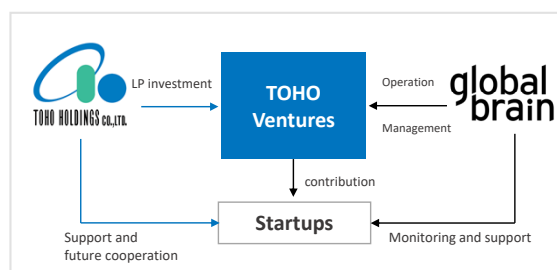 LP investment
TOHO HOLDINGS CO.,LTD.
TOHO
Ventures
Operation
Management
global
brain
contribution
Startups
Support and
future cooperation
Monitoring and support